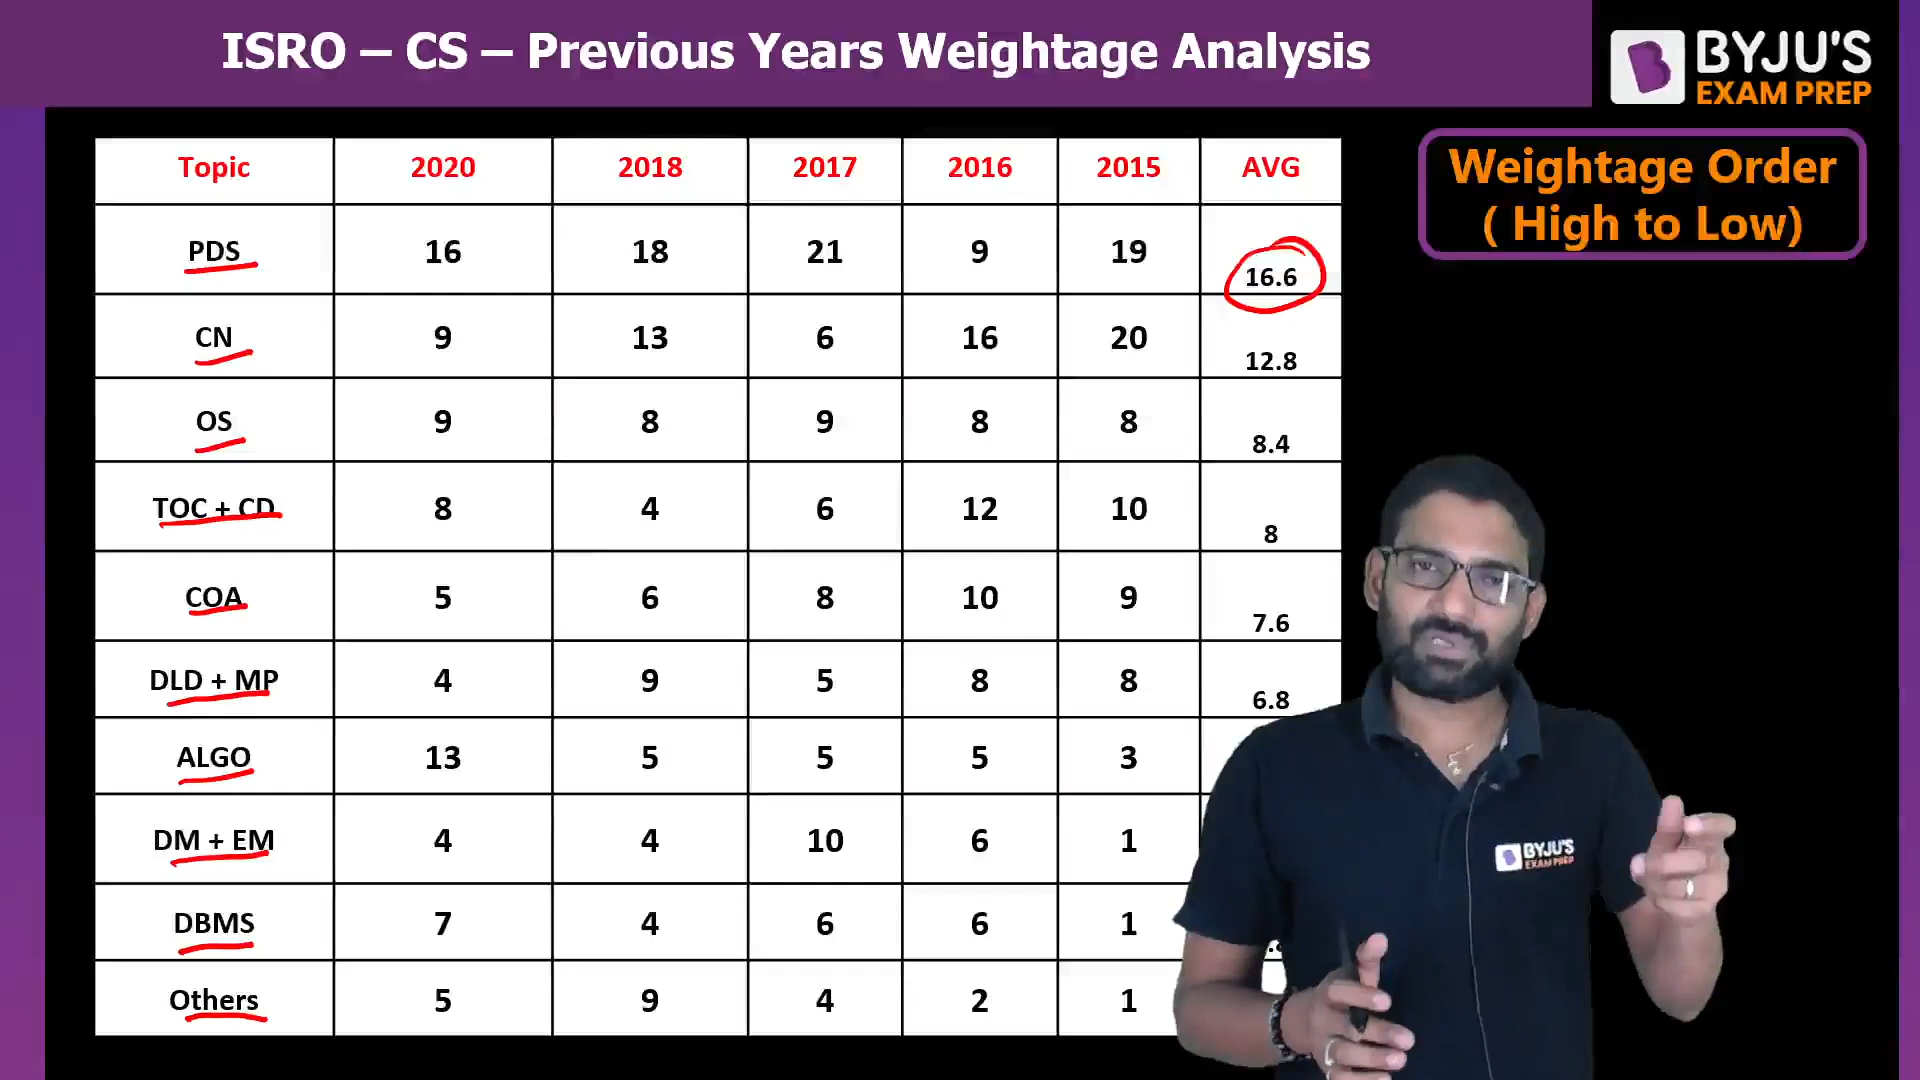 ISRO – CS – Previous Years Weightage Analysis
BYJU'S
EXAM PREP
Weightage Order
( High to Low)
Topic 2020 2018 2017 2016 2015 AVG
PDS 16 18 21 9 19 16.6
CN 9 13 6 16 20 12.8
OS 9 8 9 8 8 8.4
TOC + CD 8 4 6 12 10 8
COA 5 6 8 10 9 7.6
DLD + MP 4 9 5 8 8 6.8
ALGO 13 5 5 5 3
DM + EM 4 4 10 6 1
DBMS 7 4 6 6 1
Others 5 9 4 2 1
BYJU'S
EXAM PREP